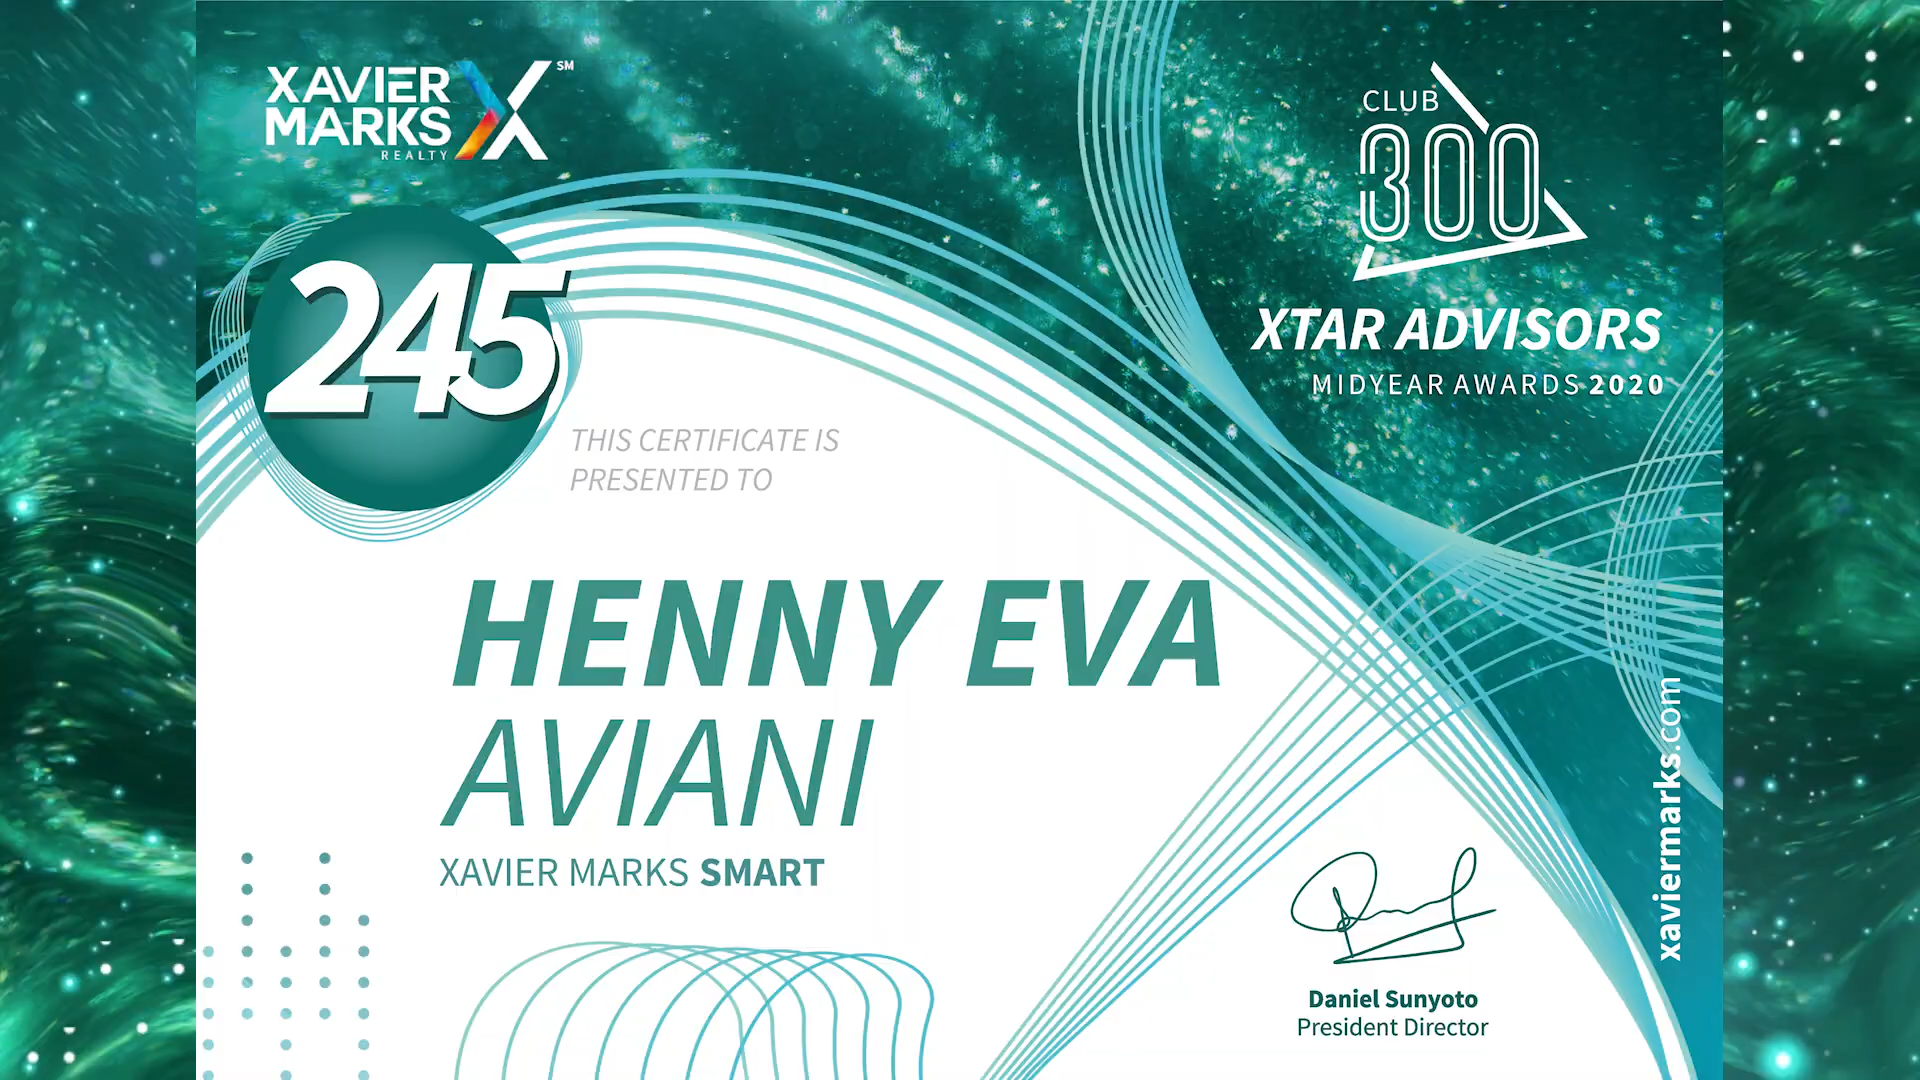 XAVIER
MARKS
REALTY
X SM
CLUB
300
XTAR ADVISORS
MIDYEAR AWARDS 2020
245
THIS CERTIFICATE IS
PRESENTED TO
HENNY EVA
AVIANI
XAVIER MARKS SMART
xaviermarks.com
Daniel Sunyoto
President Director